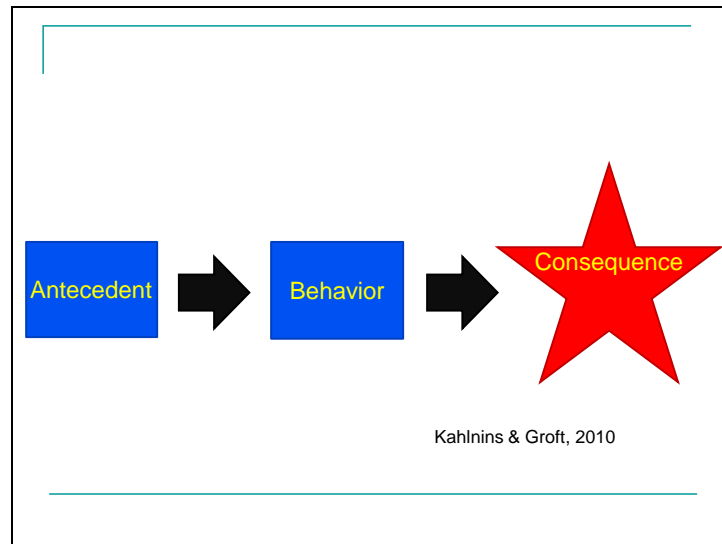 Antecedent
Behavior
Consequence
Kahlnins & Groft, 2010